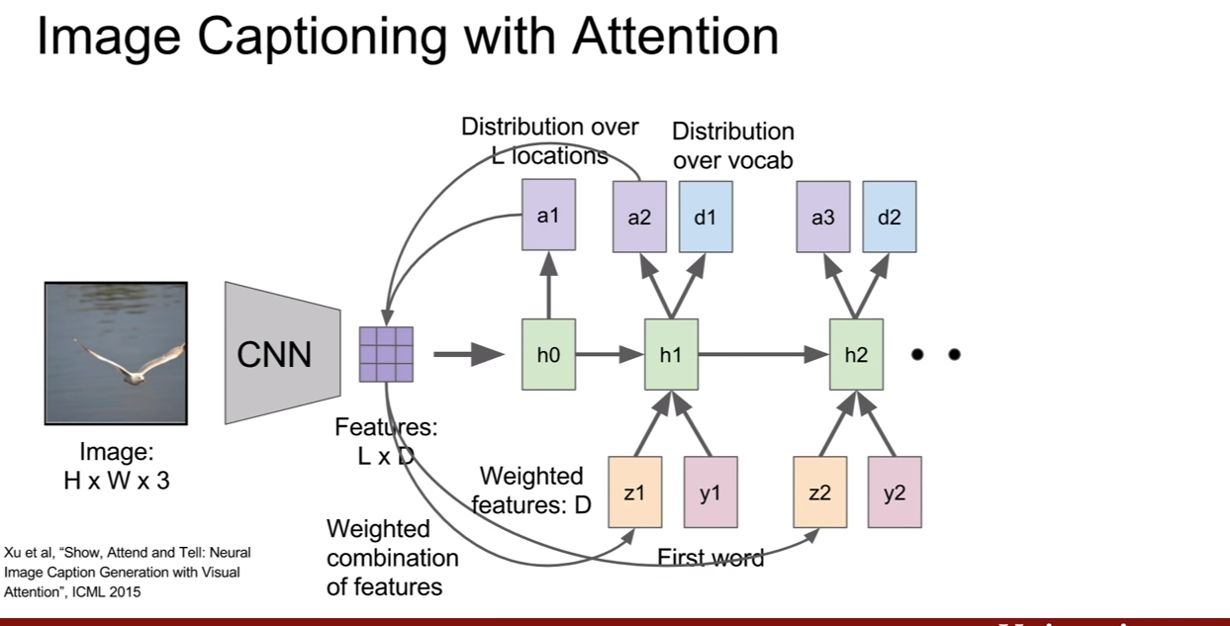 Image Captioning with Attention
Distribution over
L locations
Distribution
over vocab
a1
a2
d1
a3
d2
CNN
h0
h1
h2
Image:
H x W x 3
Features:
L x D
Weighted
features: D
z1
y1
z2
y2
Weighted
combination
of features
First word
Xu et al, “Show, Attend and Tell: Neural
Image Caption Generation with Visual
Attention”, ICML 2015